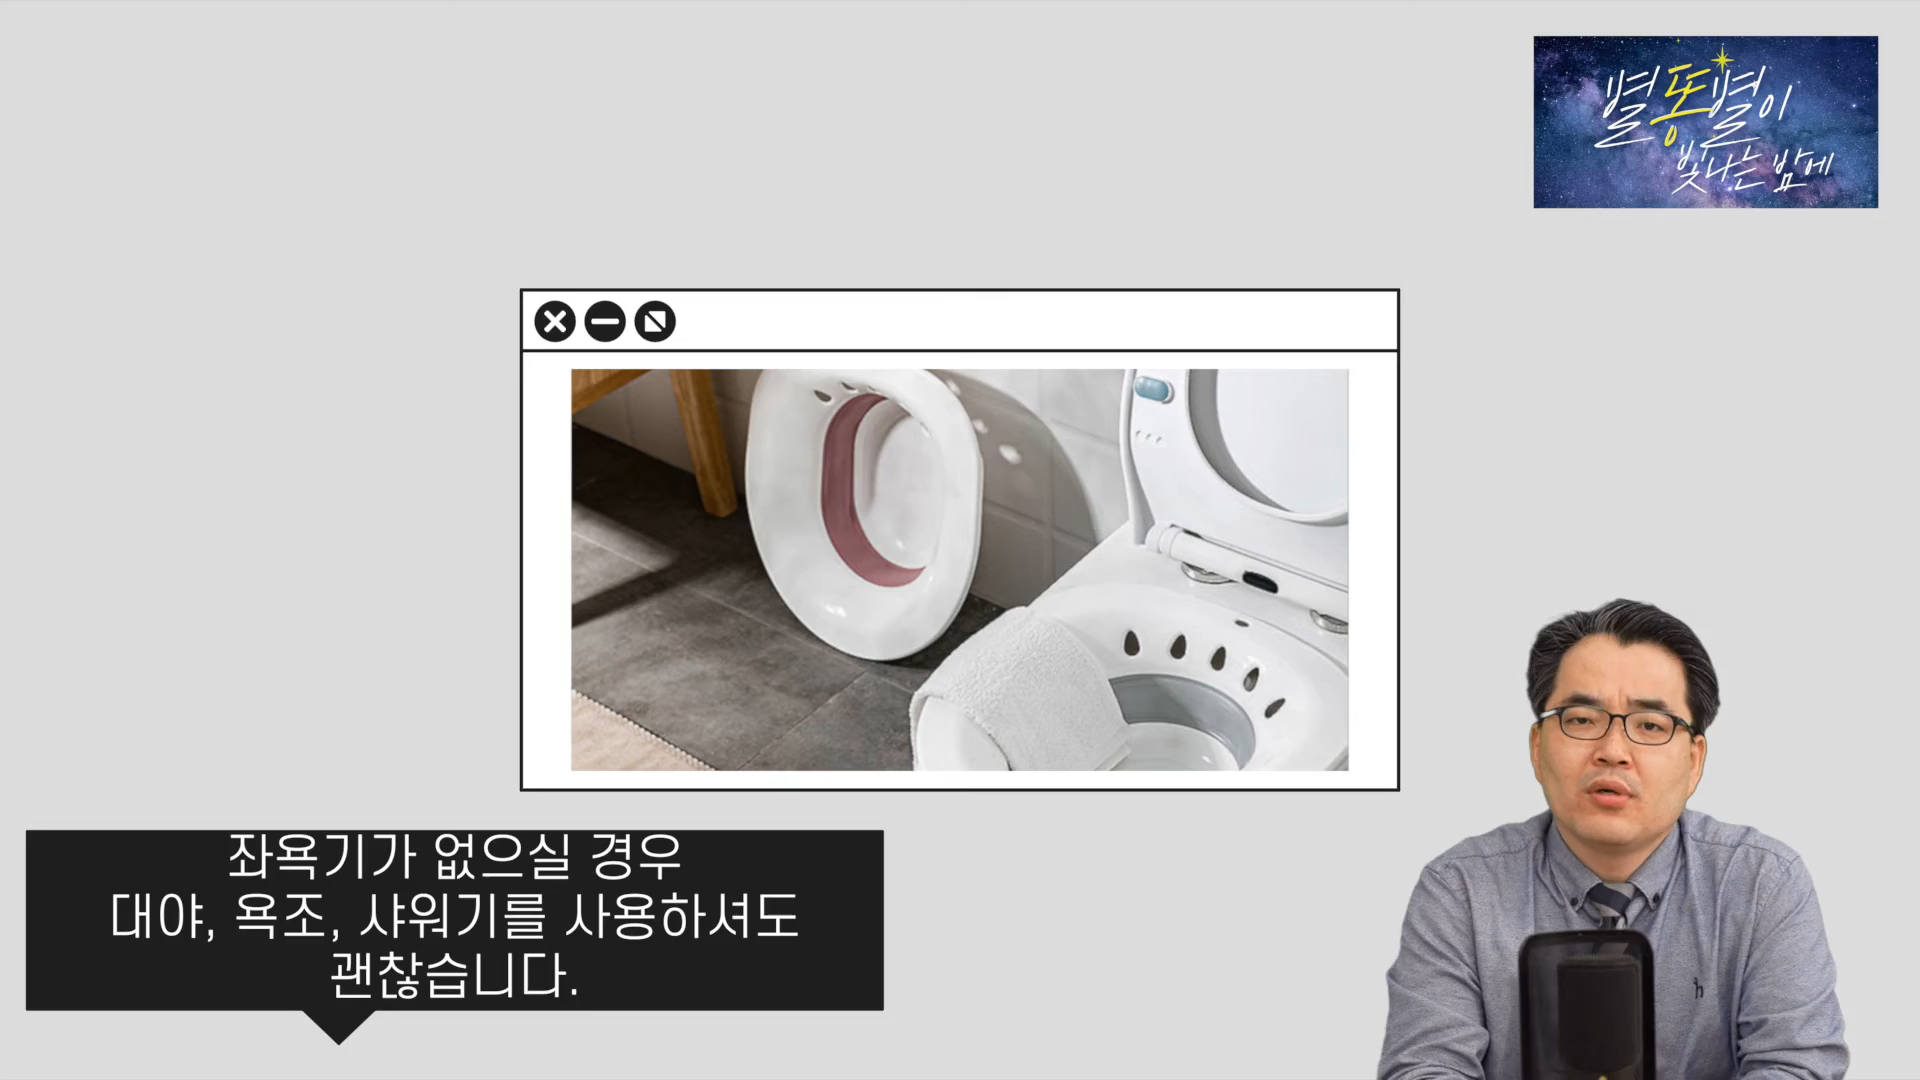 별똥별이
빛나는 밤에
좌욕기가 없으실 경우
대야, 욕조, 샤워기를 사용하셔도
괜찮습니다.
h